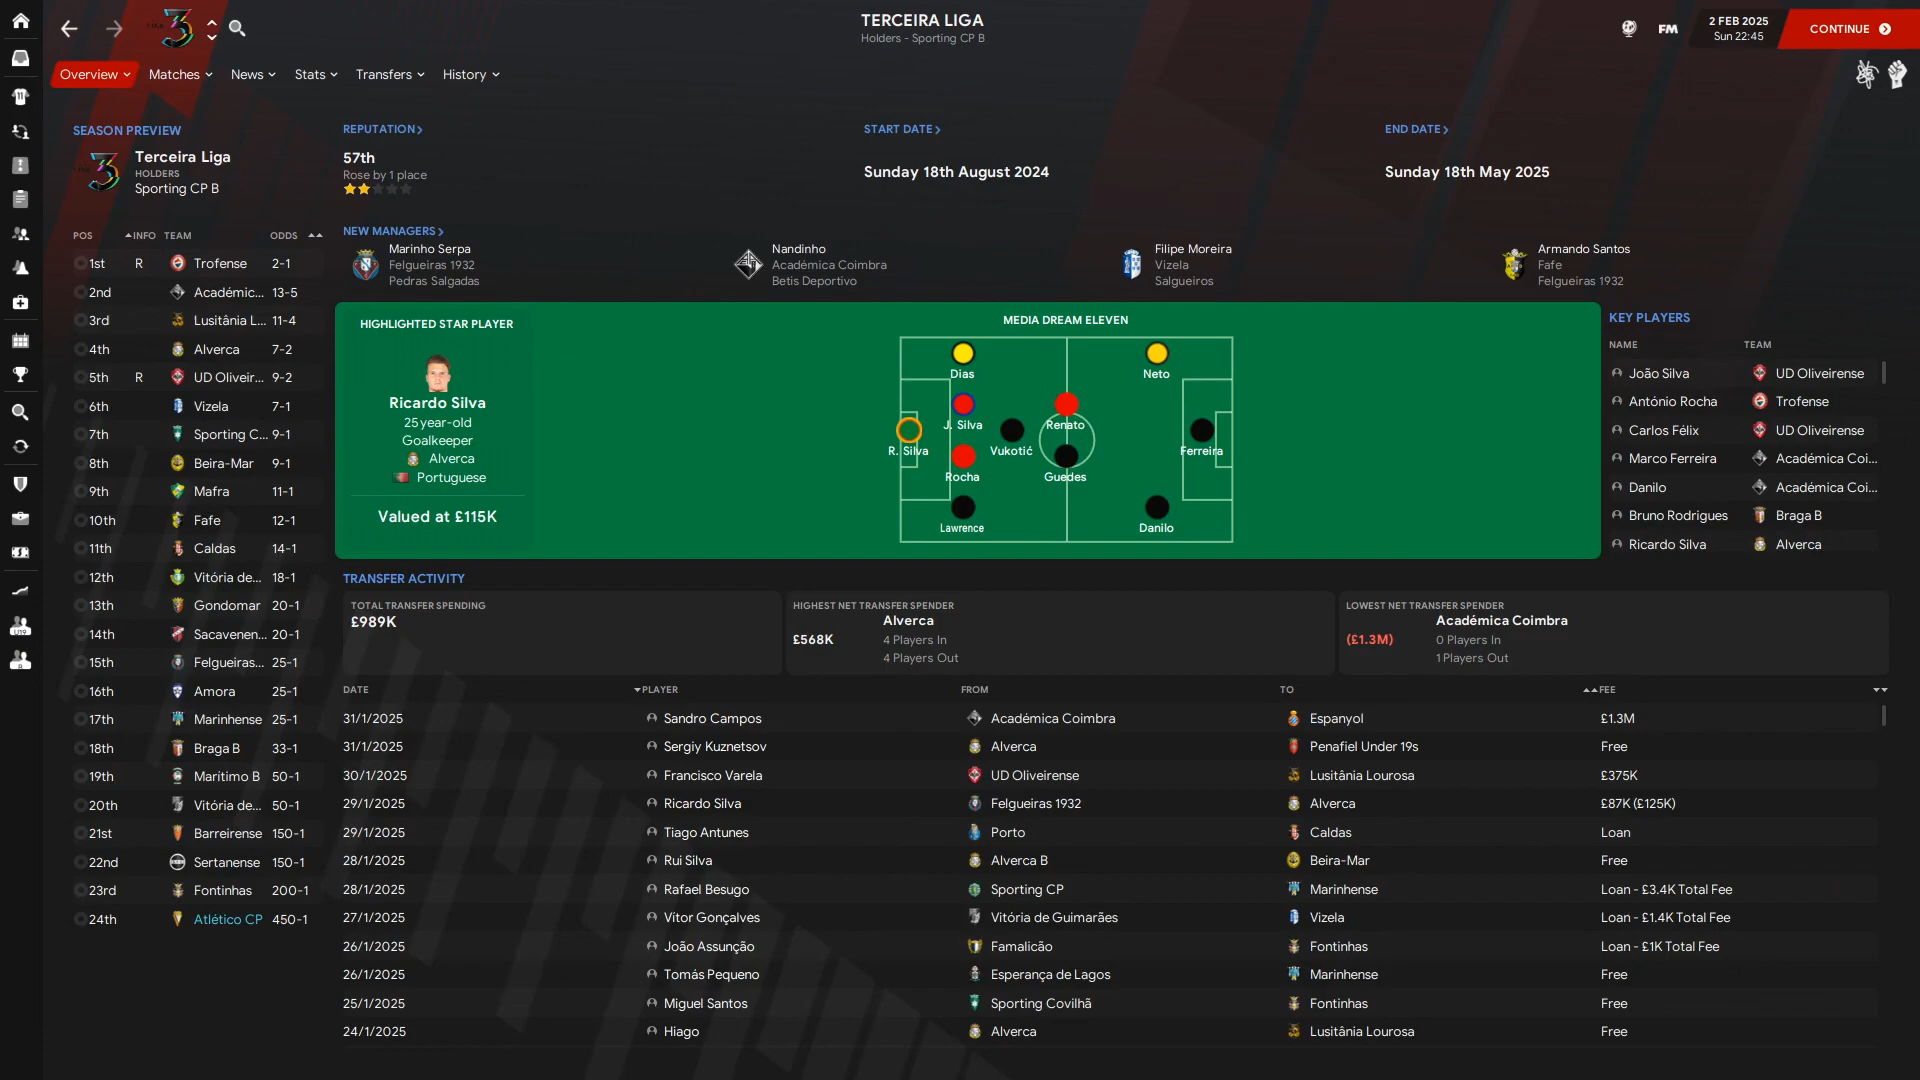 TERCEIRA LIGA
Holders - Sporting CP B
FM
2 FEB 2025
Sun 22:45
CONTINUE
Overview
Matches
News
Stats
Transfers
History
SEASON PREVIEW
Terceira Liga
HOLDERS
Sporting CP B
REPUTATION
57th
Rose by 1 place
START DATE
Sunday 18th August 2024
END DATE
Sunday 18th May 2025
POS INFO TEAM ODDS
1st R Trofense 2-1
2nd Académic... 13-5
3rd Lusitânia L... 11-4
4th Alverca 7-2
5th R UD Oliveir... 9-2
6th Vizela 7-1
7th Sporting C... 9-1
8th Beira-Mar 9-1
9th Mafra 11-1
10th Fafe 12-1
11th Caldas 14-1
12th Vitória de... 18-1
13th Gondomar 20-1
14th Sacavenen... 20-1
15th Felgueiras... 25-1
16th Amora 25-1
17th Marinhense 25-1
18th Braga B 33-1
19th Marítimo B 50-1
20th Vitória de... 50-1
21st Barreirense 150-1
22nd Sertanense 150-1
23rd Fontinhas 200-1
24th Atlético CP 450-1
NEW MANAGERS
Marinho Serpa
Felgueiras 1932
Pedras Salgadas
Nandinho
Académica Coimbra
Betis Deportivo
Filipe Moreira
Vizela
Salgueiros
Armando Santos
Fafe
Felgueiras 1932
HIGHLIGHTED STAR PLAYER
Ricardo Silva
25 year-old
Goalkeeper
Alverca
Portuguese
Valued at £115K
MEDIA DREAM ELEVEN
Dias
Neto
J. Silva
Renato
R. Silva
Vukotić
Ferreira
Rocha
Guedes
Lawrence
Danilo
KEY PLAYERS
NAME TEAM
João Silva UD Oliveirense
António Rocha Trofense
Carlos Félix UD Oliveirense
Marco Ferreira Académica Coi...
Danilo Académica Coi...
Bruno Rodrigues Braga B
Ricardo Silva Alverca
TRANSFER ACTIVITY
TOTAL TRANSFER SPENDING
£989K
HIGHEST NET TRANSFER SPENDER
Alverca
£568K
4 Players In
4 Players Out
LOWEST NET TRANSFER SPENDER
Académica Coimbra
(£1.3M)
0 Players In
1 Players Out
DATE PLAYER FROM TO FEE
31/1/2025 Sandro Campos Académica Coimbra Espanyol £1.3M
31/1/2025 Sergiy Kuznetsov Alverca Penafiel Under 19s Free
30/1/2025 Francisco Varela UD Oliveirense Lusitânia Lourosa £375K
29/1/2025 Ricardo Silva Felgueiras 1932 Alverca £87K (£125K)
29/1/2025 Tiago Antunes Porto Caldas Loan
28/1/2025 Rui Silva Alverca B Beira-Mar Free
28/1/2025 Rafael Besugo Sporting CP Marinhense Loan - £3.4K Total Fee
27/1/2025 Vítor Gonçalves Vitória de Guimarães Vizela Loan - £1.4K Total Fee
26/1/2025 João Assunção Famalicão Fontinhas Loan - £1K Total Fee
26/1/2025 Tomás Pequeno Esperança de Lagos Marinhense Free
25/1/2025 Miguel Santos Sporting Covilhã Fontinhas Free
24/1/2025 Hiago Alverca Lusitânia Lourosa Free